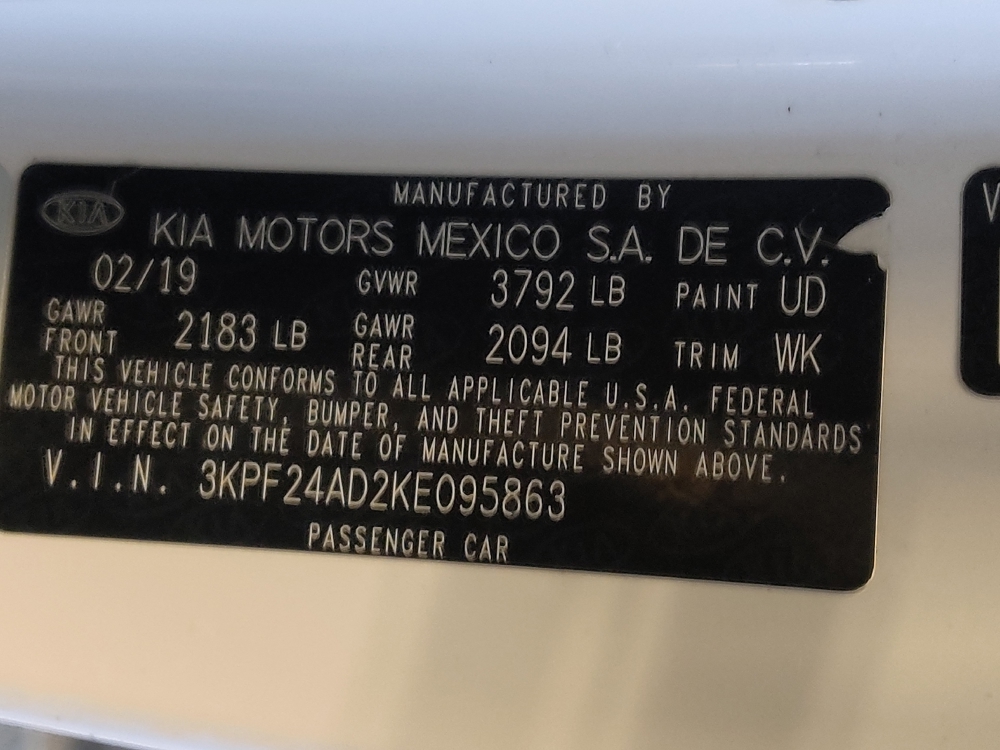 MANUFACTURED BY
KIA
KIA MOTORS MEXICO S.A. DE C.V.
02/19 GVWR 3792 LB PAINT UD
GAWR FRONT 2183 LB GAWR REAR 2094 LB TRIM WK
THIS VEHICLE CONFORMS TO ALL APPLICABLE U.S.A. FEDERAL
MOTOR VEHICLE SAFETY, BUMPER, AND THEFT PREVENTION STANDARDS
IN EFFECT ON THE DATE OF MANUFACTURE SHOWN ABOVE.
V.I.N. 3KPF24AD2KE095863
PASSENGER CAR
V